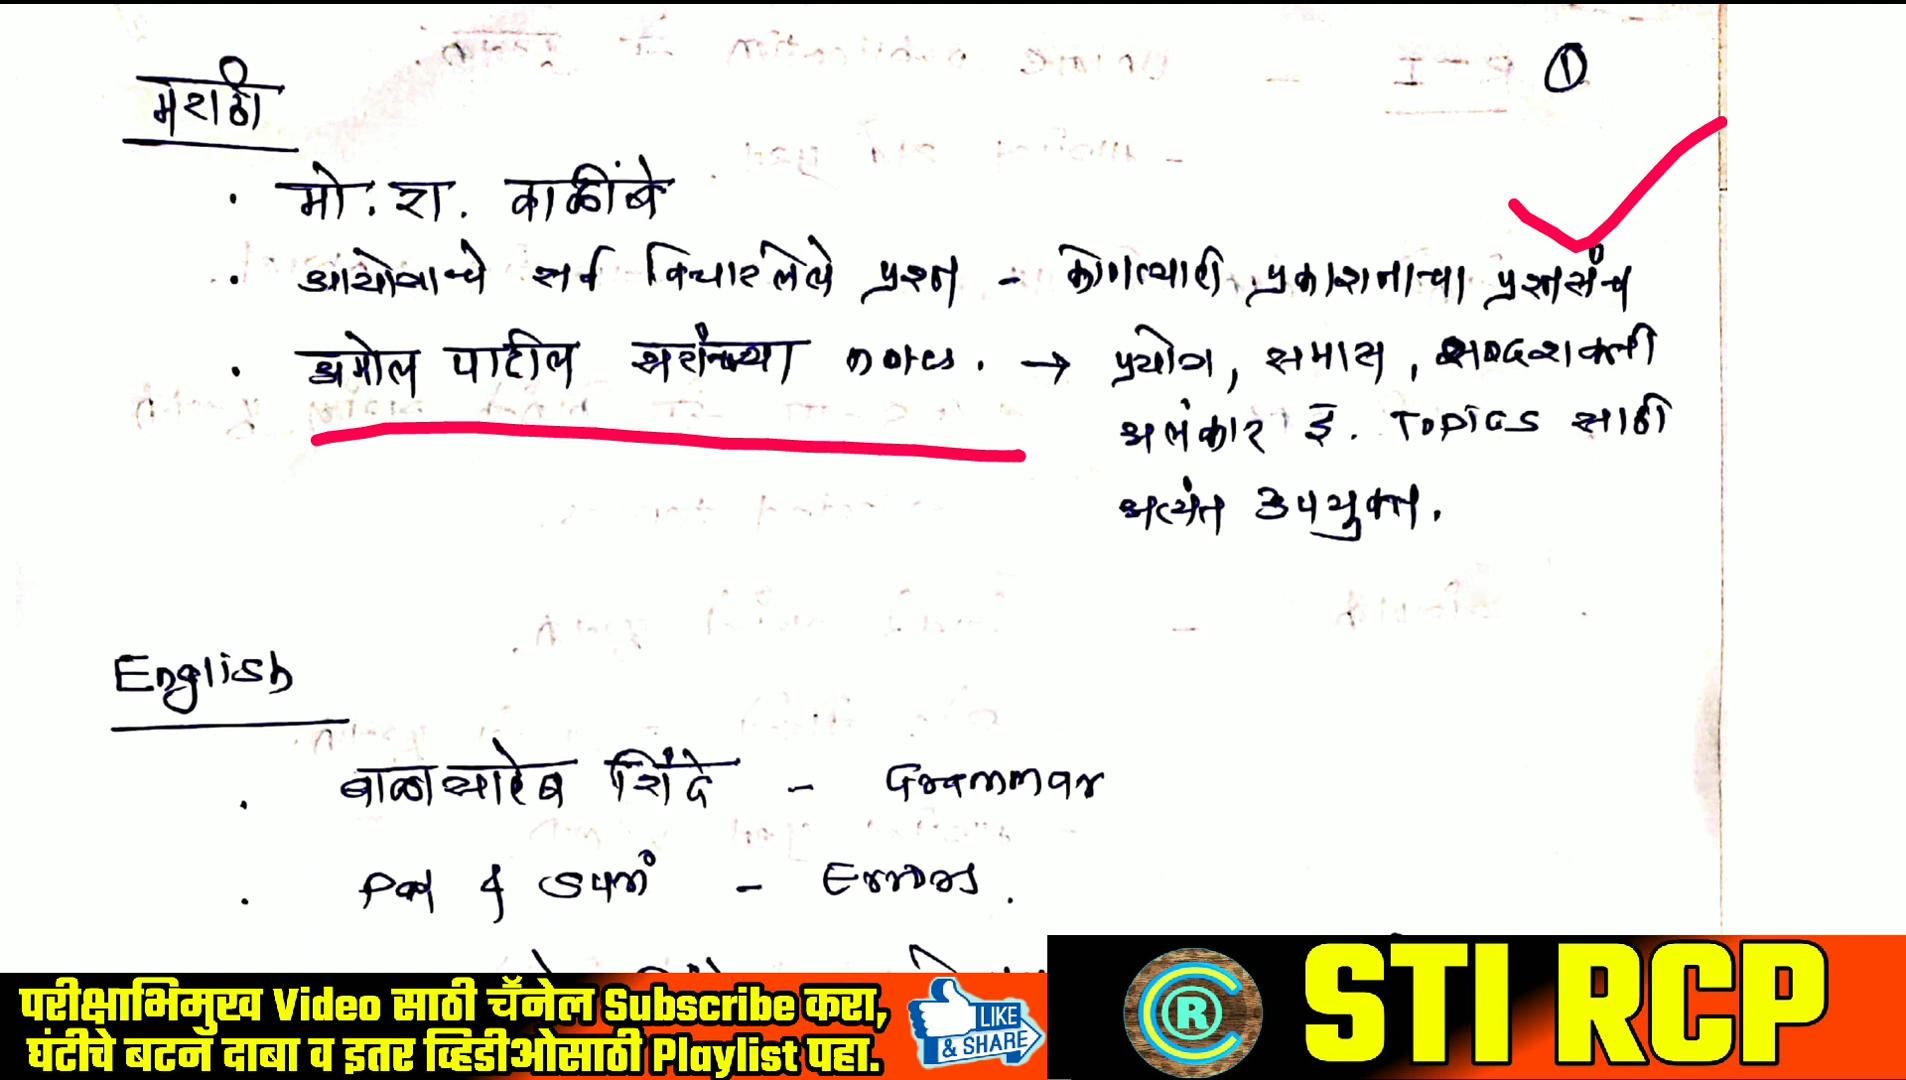 ①
मराठी
· मो. रा. वाळींबे
· आयोगाचे सर्व विचारलेले प्रश्न - कोणत्याही प्रकाशनाचा प्रश्नसंच
· अमोल पाटील सरांच्या notes. → प्रयोग, समास, शब्दशक्ती
अलंकार इ. Topics साठी
अत्यंत उपयुक्त.
English
· बाळासाहेब शिंदे - Grammar
· Pal & Suri - Errors.
परीक्षाभिमुख Video साठी चॅनेल Subscribe करा,
घंटीचे बटन दाबा व इतर व्हिडीओसाठी Playlist पहा.
LIKE
& SHARE
C R
STI RCP